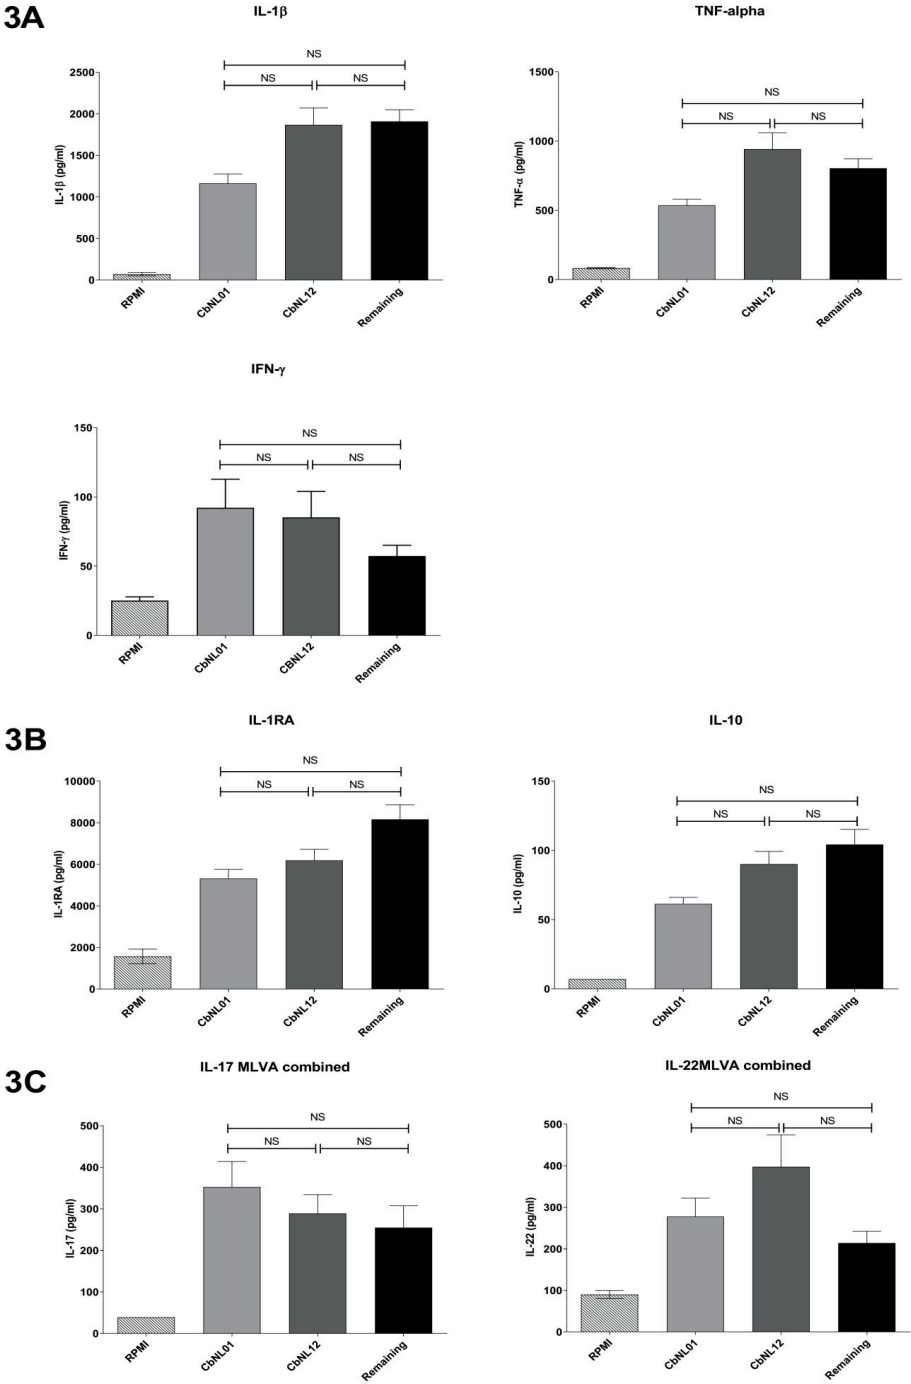 3A
IL-1β
NS
NS
NS
2500
2000
1500
1000
500
0
IL-1β (pg/ml)
RPMI
CbNL01
CbNL12
Remaining
TNF-alpha
NS
NS
NS
1500
1000
500
0
TNF-α (pg/ml)
RPMI
CbNL01
CbNL12
Remaining
IFN-γ
NS
NS
NS
150
100
50
0
IFN-γ (pg/ml)
RPMI
CbNL01
CBNL12
Remaining
3B
IL-1RA
NS
NS
NS
10000
8000
6000
4000
2000
0
IL-1RA (pg/ml)
RPMI
CbNL01
CbNL12
Remaining
IL-10
NS
NS
NS
150
100
50
0
IL-10 (pg/ml)
RPMI
CbNL01
CbNL12
Remaining
3C
IL-17 MLVA combined
NS
NS
NS
500
400
300
200
100
0
IL-17 (pg/ml)
RPMI
CbNL01
CbNL12
Remaining
IL-22MLVA combined
NS
NS
NS
500
400
300
200
100
0
IL-22 (pg/ml)
RPMI
CbNL01
CbNL12
Remaining